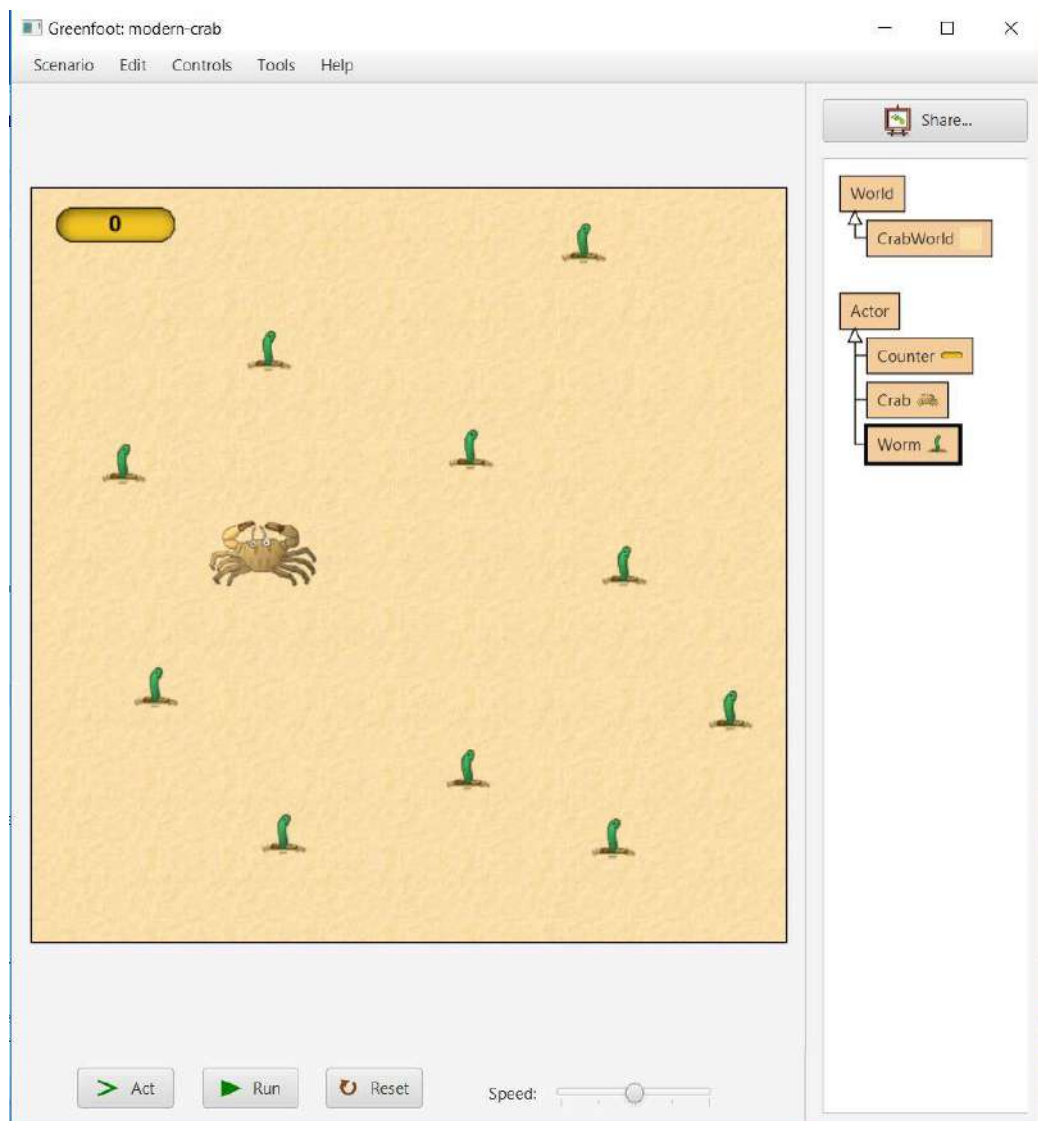 Greenfoot: modern-crab
Scenario Edit Controls Tools Help
Share...
0
World
CrabWorld
Actor
Counter
Crab
Worm
Act Run Reset Speed: